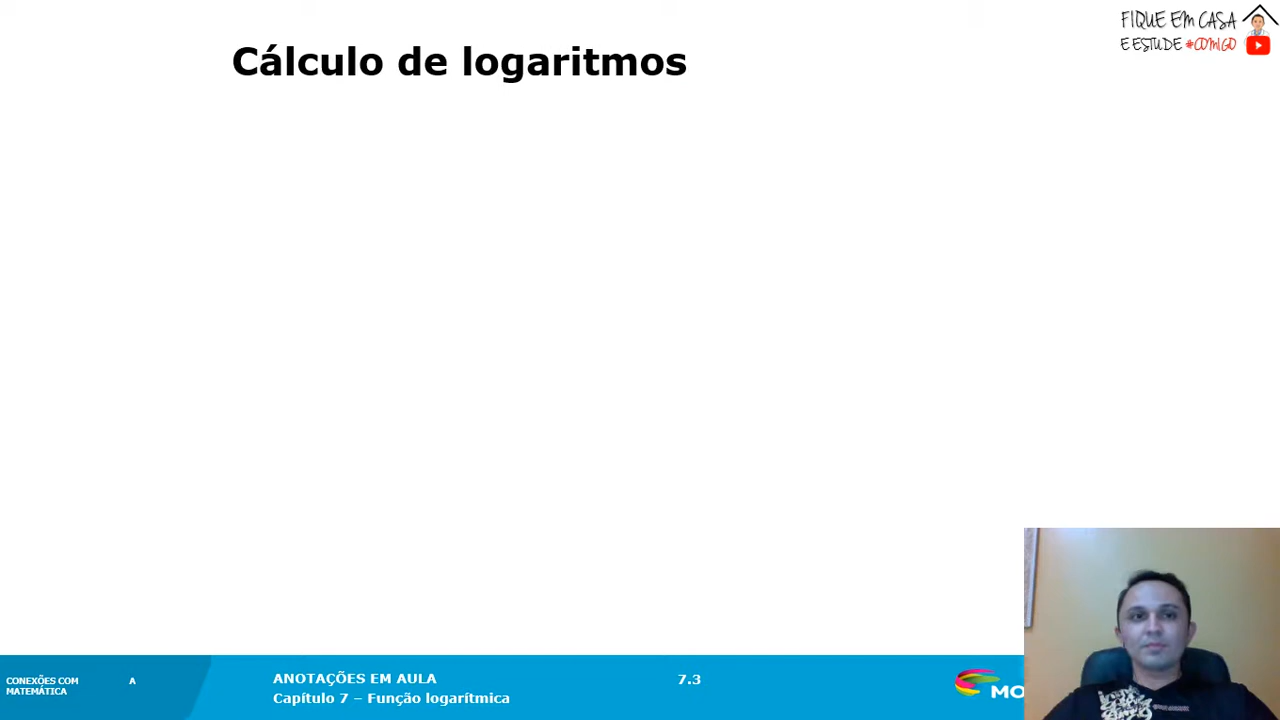 Cálculo de logaritmos
FIQUE EM CASA
E ESTUDE #COMIGO
CONEXÕES COM
MATEMÁTICA
A
ANOTAÇÕES EM AULA
Capítulo 7 – Função logarítmica
7.3
MO